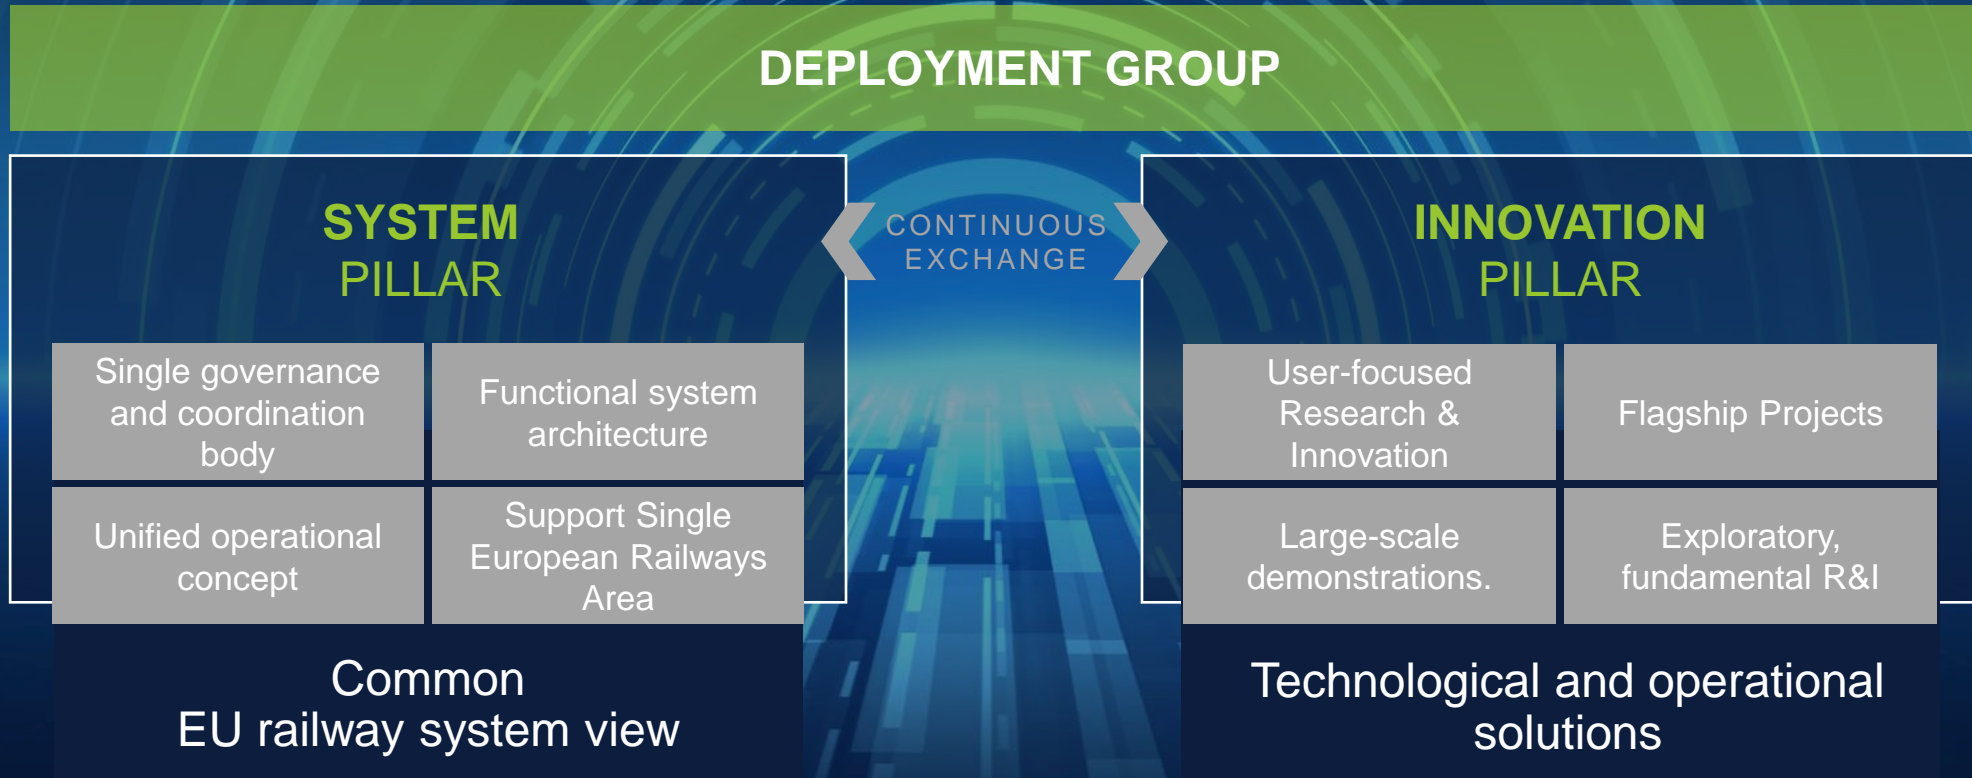 DEPLOYMENT GROUP
SYSTEM
PILLAR
Single governance
and coordination
body
Functional system
architecture
Unified operational
concept
Support Single
European Railways
Area
Common
EU railway system view
CONTINUOUS
EXCHANGE
INNOVATION
PILLAR
User-focused
Research &
Innovation
Flagship Projects
Large-scale
demonstrations.
Exploratory,
fundamental R&I
Technological and operational
solutions